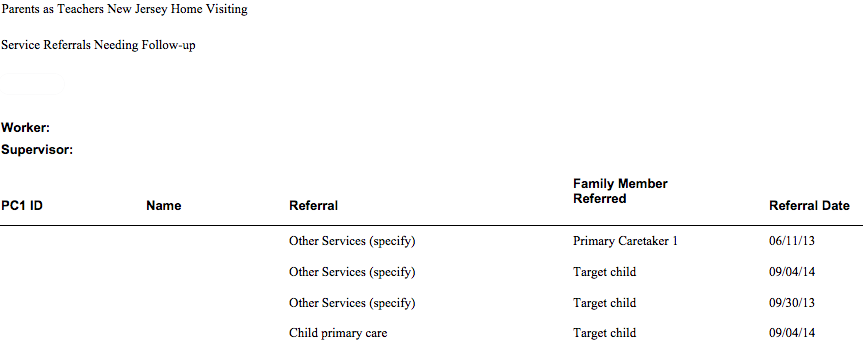 Parents as Teachers New Jersey Home Visiting
Service Referrals Needing Follow-up
Worker:
Supervisor:
PC1 ID Name Referral Family Member Referred Referral Date
Other Services (specify) Primary Caretaker 1 06/11/13
Other Services (specify) Target child 09/04/14
Other Services (specify) Target child 09/30/13
Child primary care Target child 09/04/14